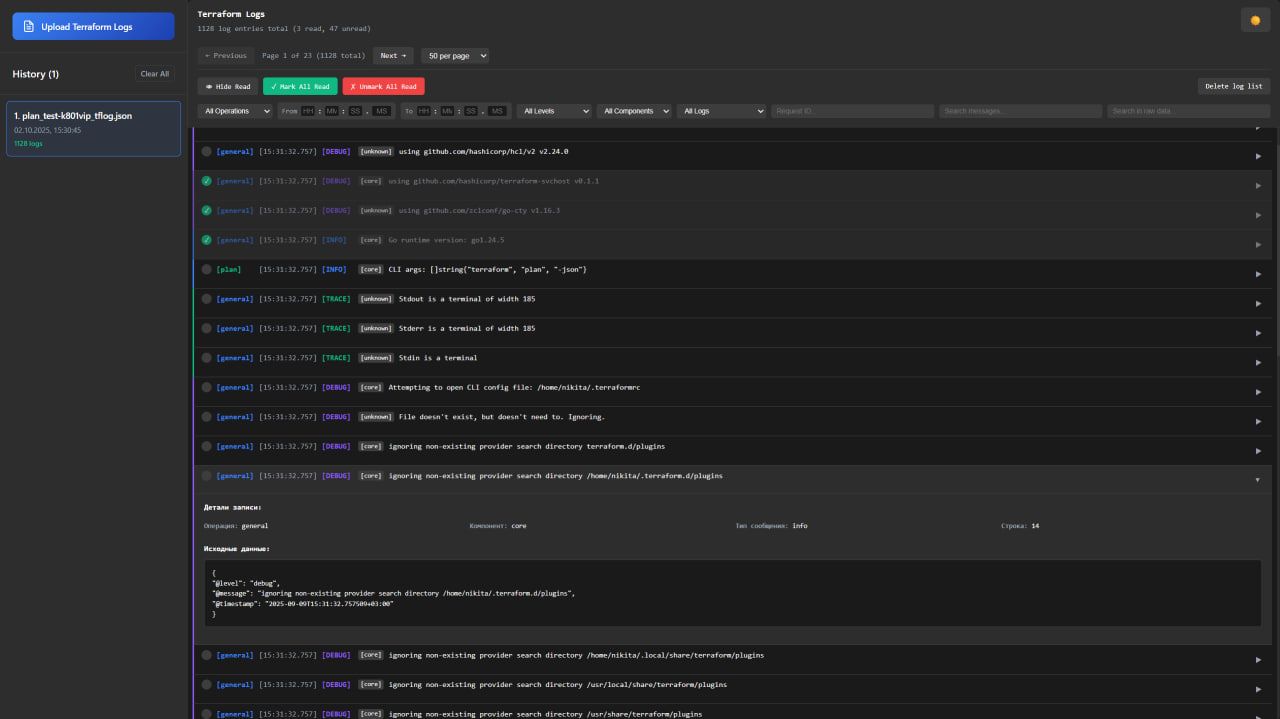 Upload Terraform Logs
History (1)
Clear All
1. plan_test-k801vip_tflog.json
02.10.2025, 15:30:45
1128 logs
Terraform Logs
1128 log entries total (3 read, 47 unread)
← Previous Page 1 of 23 (1128 total) Next → 50 per page
Hide Read ✓ Mark All Read ✗ Unmark All Read Delete log list
All Operations From HH : MM : SS . MS To HH : MM : SS . MS All Levels All Components All Logs Request ID... Search messages... Search in raw data...
[general] [15:31:32.757] [DEBUG] [unknown] using github.com/hashicorp/hcl/v2 v2.24.0
[general] [15:31:32.757] [DEBUG] [core] using github.com/hashicorp/terraform-svchost v0.1.1
[general] [15:31:32.757] [DEBUG] [unknown] using github.com/zclconf/go-cty v1.16.3
[general] [15:31:32.757] [INFO] [core] Go runtime version: go1.24.5
[plan] [15:31:32.757] [INFO] [core] CLI args: []string{"terraform", "plan", "-json"}
[general] [15:31:32.757] [TRACE] [unknown] Stdout is a terminal of width 185
[general] [15:31:32.757] [TRACE] [unknown] Stderr is a terminal of width 185
[general] [15:31:32.757] [TRACE] [unknown] Stdin is a terminal
[general] [15:31:32.757] [DEBUG] [core] Attempting to open CLI config file: /home/nikita/.terraformrc
[general] [15:31:32.757] [DEBUG] [unknown] File doesn't exist, but doesn't need to. Ignoring.
[general] [15:31:32.757] [DEBUG] [core] ignoring non-existing provider search directory terraform.d/plugins
[general] [15:31:32.757] [DEBUG] [core] ignoring non-existing provider search directory /home/nikita/.terraform.d/plugins
Детали записи:
Операция: general Компонент: core Тип сообщения: info Строка: 14
Исходные данные:
{
"@level": "debug",
"@message": "ignoring non-existing provider search directory /home/nikita/.terraform.d/plugins",
"@timestamp": "2025-09-09T15:31:32.757509+03:00"
}
[general] [15:31:32.757] [DEBUG] [core] ignoring non-existing provider search directory /home/nikita/.local/share/terraform/plugins
[general] [15:31:32.757] [DEBUG] [core] ignoring non-existing provider search directory /usr/local/share/terraform/plugins
[general] [15:31:32.757] [DEBUG] [core] ignoring non-existing provider search directory /usr/share/terraform/plugins